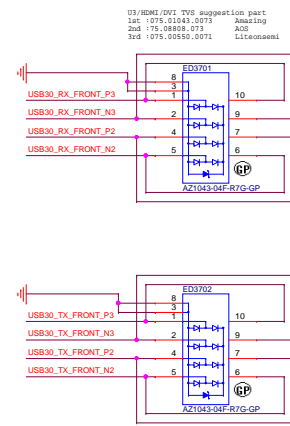 U3/HDMI/DVI TVS suggestion part
1st :075.01043.0073 Amazing
2nd :75.08808.073 AOS
3rd :075.00550.0071 Liteonsemi
ED3701
8
3
USB30_RX_FRONT_P3 1 10
USB30_RX_FRONT_N3 2 9
USB30_RX_FRONT_P2 4 7
USB30_RX_FRONT_N2 5 6
GP
AZ1043-04F-R7G-GP
ED3702
8
3
USB30_TX_FRONT_P3 1 10
USB30_TX_FRONT_N3 2 9
USB30_TX_FRONT_P2 4 7
USB30_TX_FRONT_N2 5 6
GP
AZ1043-04F-R7G-GP